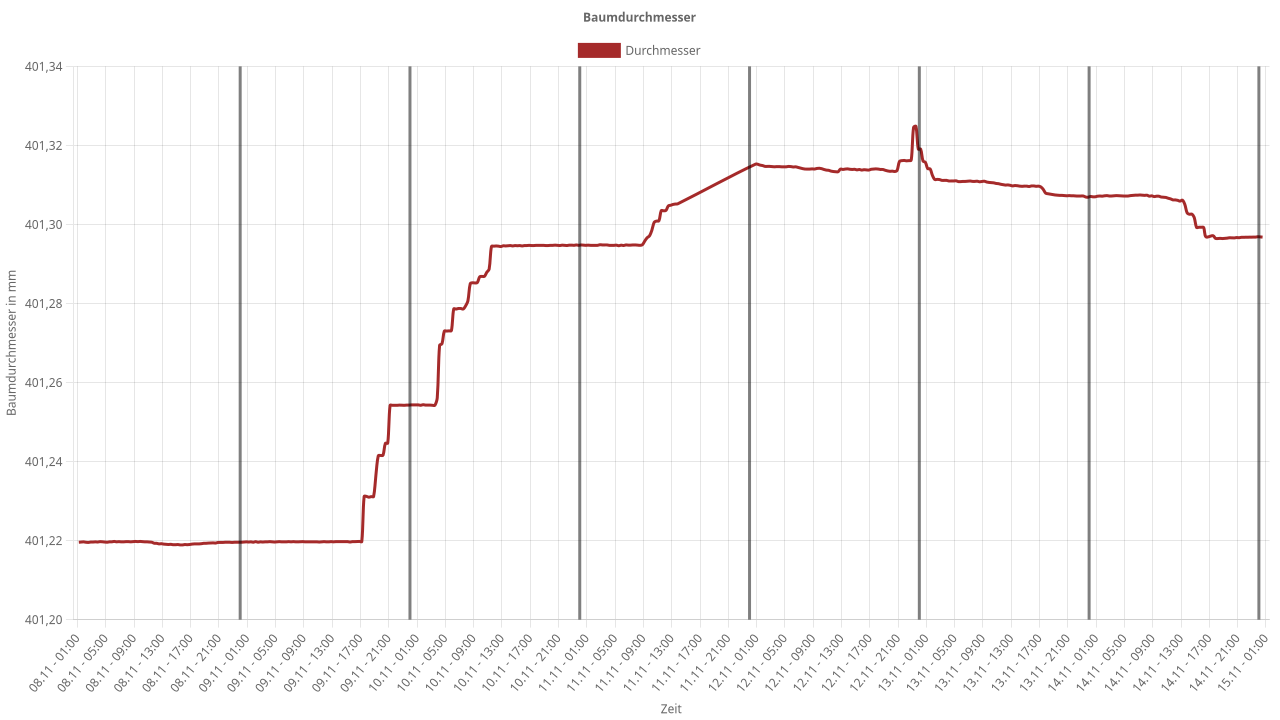 Baumdurchmesser
Durchmesser
401,34
401,32
401,30
401,28
401,26
401,24
401,22
401,20
Baumdurchmesser in mm
08.11 - 01:00
08.11 - 05:00
08.11 - 09:00
08.11 - 13:00
08.11 - 17:00
08.11 - 21:00
09.11 - 01:00
09.11 - 05:00
09.11 - 09:00
09.11 - 13:00
09.11 - 17:00
09.11 - 21:00
10.11 - 01:00
10.11 - 05:00
10.11 - 09:00
10.11 - 13:00
10.11 - 17:00
10.11 - 21:00
11.11 - 01:00
11.11 - 05:00
11.11 - 09:00
11.11 - 13:00
11.11 - 17:00
11.11 - 21:00
12.11 - 01:00
12.11 - 05:00
12.11 - 09:00
12.11 - 13:00
12.11 - 17:00
12.11 - 21:00
13.11 - 01:00
13.11 - 05:00
13.11 - 09:00
13.11 - 13:00
13.11 - 17:00
13.11 - 21:00
14.11 - 01:00
14.11 - 05:00
14.11 - 09:00
14.11 - 13:00
14.11 - 17:00
14.11 - 21:00
15.11 - 01:00
Zeit